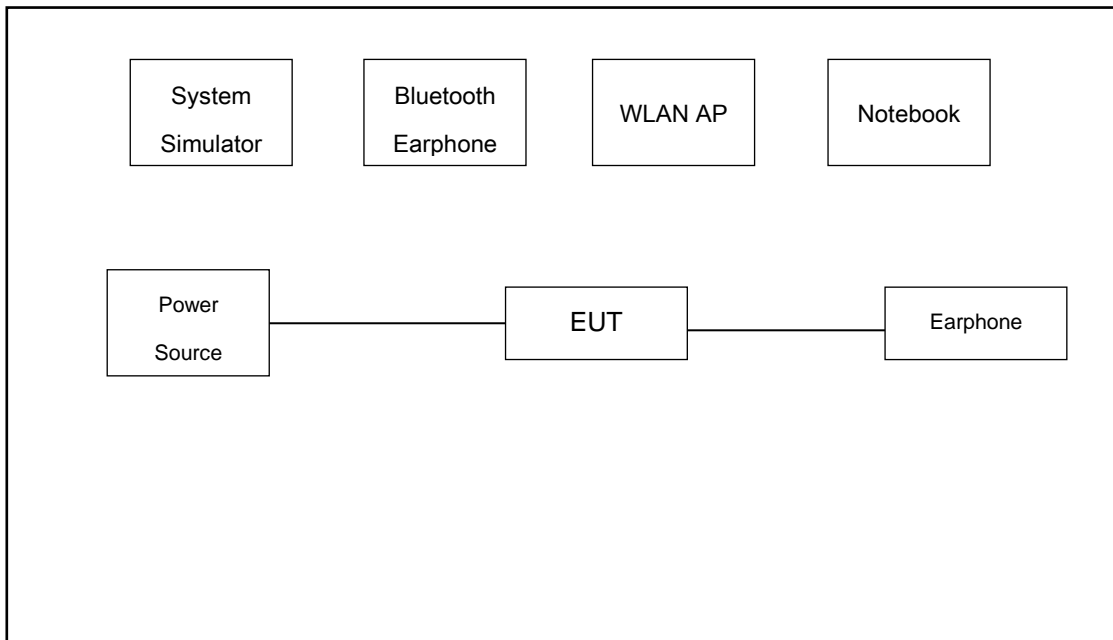 System
Simulator
Bluetooth
Earphone
WLAN AP
Notebook
Power
Source
EUT
Earphone